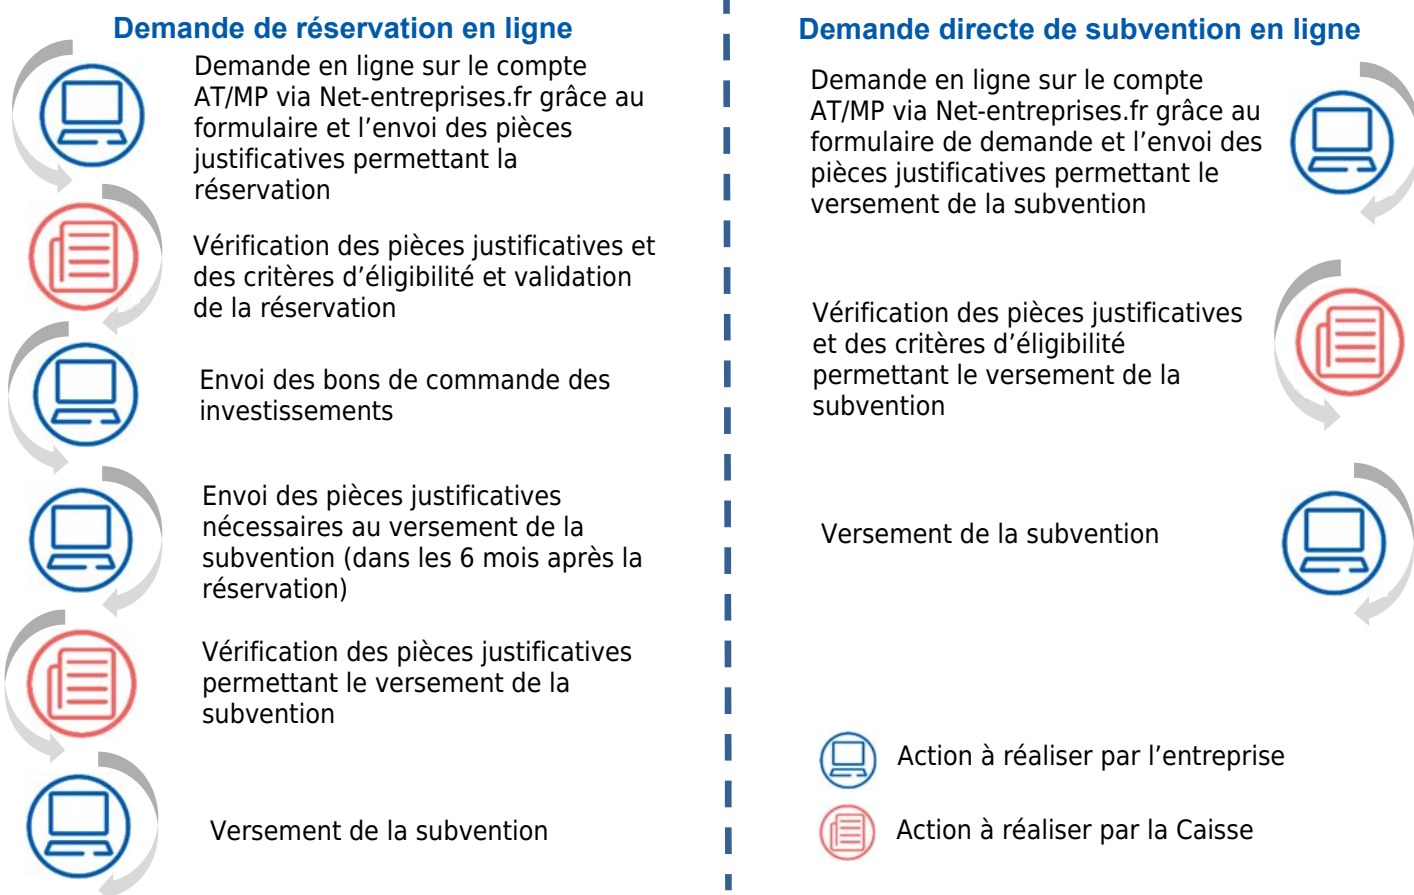 Demande de réservation en ligne
Demande en ligne sur le compte
AT/MP via Net-entreprises.fr grâce au
formulaire et l’envoi des pièces
justificatives permettant la
réservation
Vérification des pièces justificatives et
des critères d’éligibilité et validation
de la réservation
Envoi des bons de commande des
investissements
Envoi des pièces justificatives
nécessaires au versement de la
subvention (dans les 6 mois après la
réservation)
Vérification des pièces justificatives
permettant le versement de la
subvention
Versement de la subvention
Demande directe de subvention en ligne
Demande en ligne sur le compte
AT/MP via Net-entreprises.fr grâce au
formulaire de demande et l’envoi des
pièces justificatives permettant le
versement de la subvention
Vérification des pièces justificatives
et des critères d’éligibilité
permettant le versement de la
subvention
Versement de la subvention
Action à réaliser par l’entreprise
Action à réaliser par la Caisse